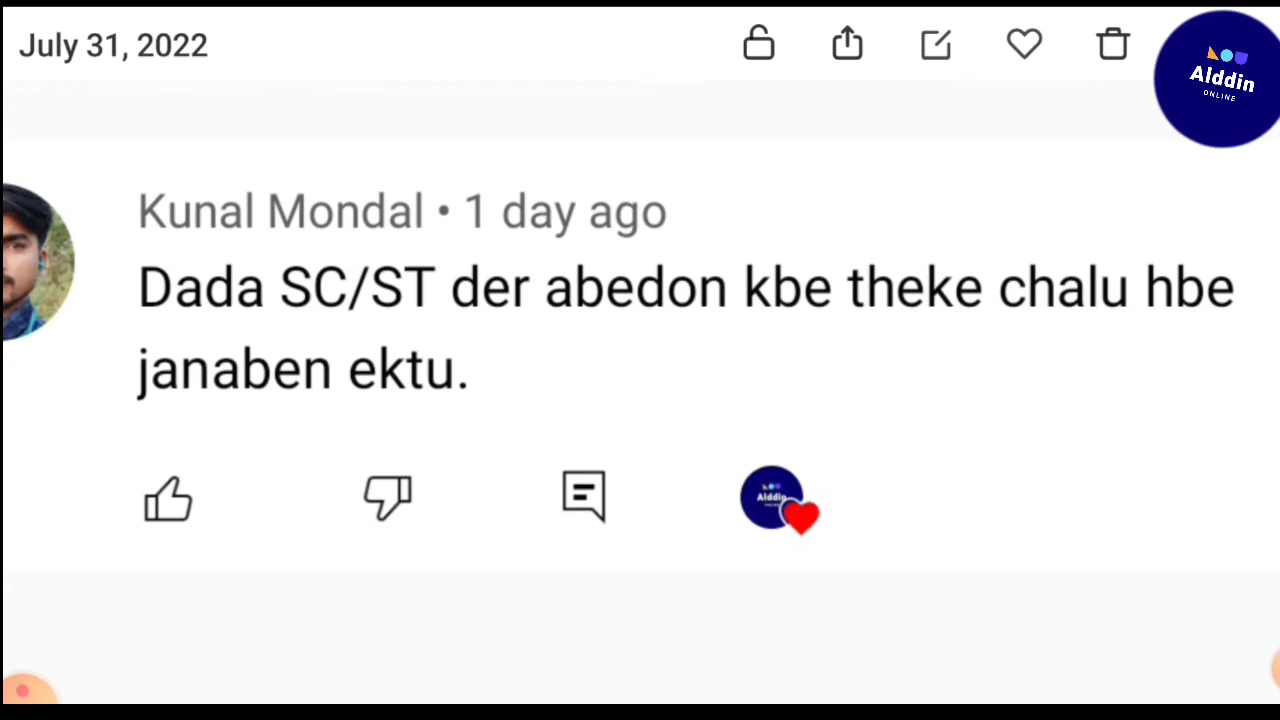 July 31, 2022
Alddin
ONLINE
Kunal Mondal • 1 day ago
Dada SC/ST der abedon kbe theke chalu hbe
janaben ektu.
Alddin